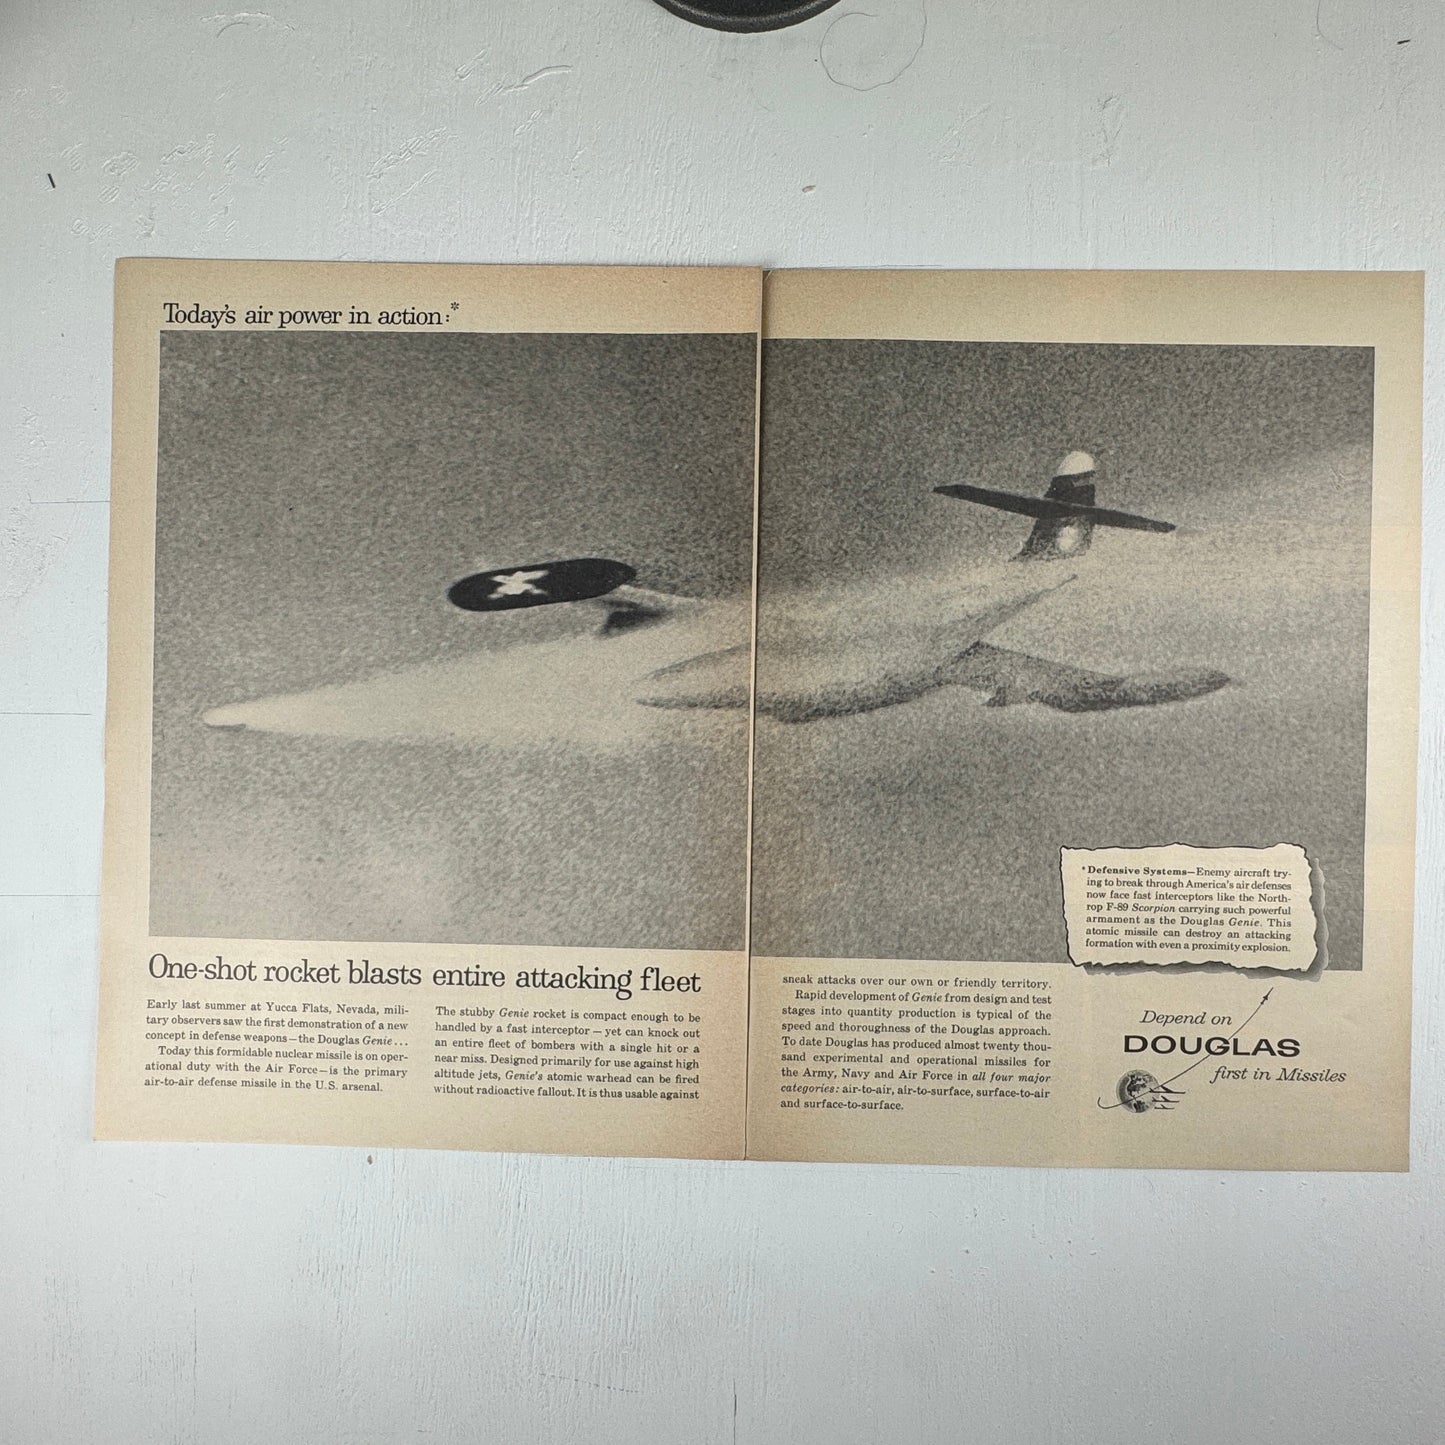 Today's air power in action:*
*Defensive Systems—Enemy aircraft try-
ing to break through America's air defenses
now face fast interceptors like the North-
rop F-89 Scorpion carrying such powerful
armament as the Douglas Genie. This
atomic missile can destroy an attacking
formation with even a proximity explosion.
One-shot rocket blasts entire attacking fleet
Early last summer at Yucca Flats, Nevada, mili-
tary observers saw the first demonstration of a new
concept in defense weapons—the Douglas Genie...
Today this formidable nuclear missile is on oper-
ational duty with the Air Force—is the primary
air-to-air defense missile in the U.S. arsenal.
The stubby Genie rocket is compact enough to be
handled by a fast interceptor — yet can knock out
an entire fleet of bombers with a single hit or a
near miss. Designed primarily for use against high
altitude jets, Genie's atomic warhead can be fired
without radioactive fallout. It is thus usable against
sneak attacks over our own or friendly territory.
Rapid development of Genie from design and test
stages into quantity production is typical of the
speed and thoroughness of the Douglas approach.
To date Douglas has produced almost twenty thou-
sand experimental and operational missiles for
the Army, Navy and Air Force in all four major
categories: air-to-air, air-to-surface, surface-to-air
and surface-to-surface.
Depend on
DOUGLAS
first in Missiles